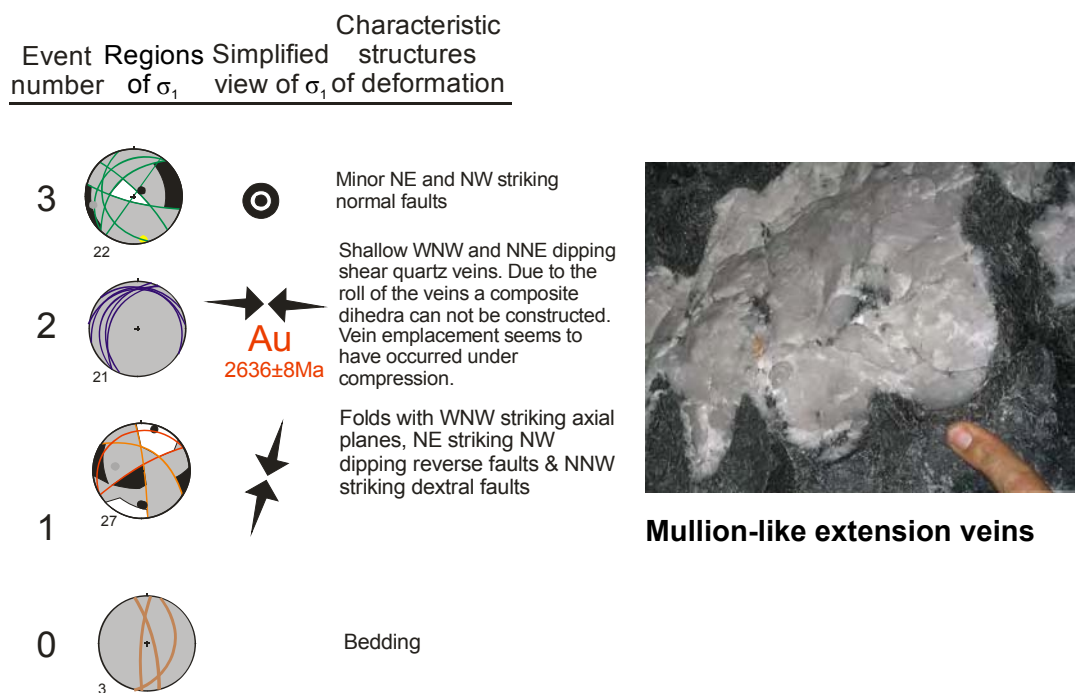 Event number
Regions of σ1
Simplified view of σ1
Characteristic structures of deformation
3
22
Minor NE and NW striking
normal faults
2
21
Au
2636±8Ma
Shallow WNW and NNE dipping
shear quartz veins. Due to the
roll of the veins a composite
dihedra can not be constructed.
Vein emplacement seems to
have occurred under
compression.
1
27
Folds with WNW striking axial
planes, NE striking NW
dipping reverse faults & NNW
striking dextral faults
0
3
Bedding
Mullion-like extension veins